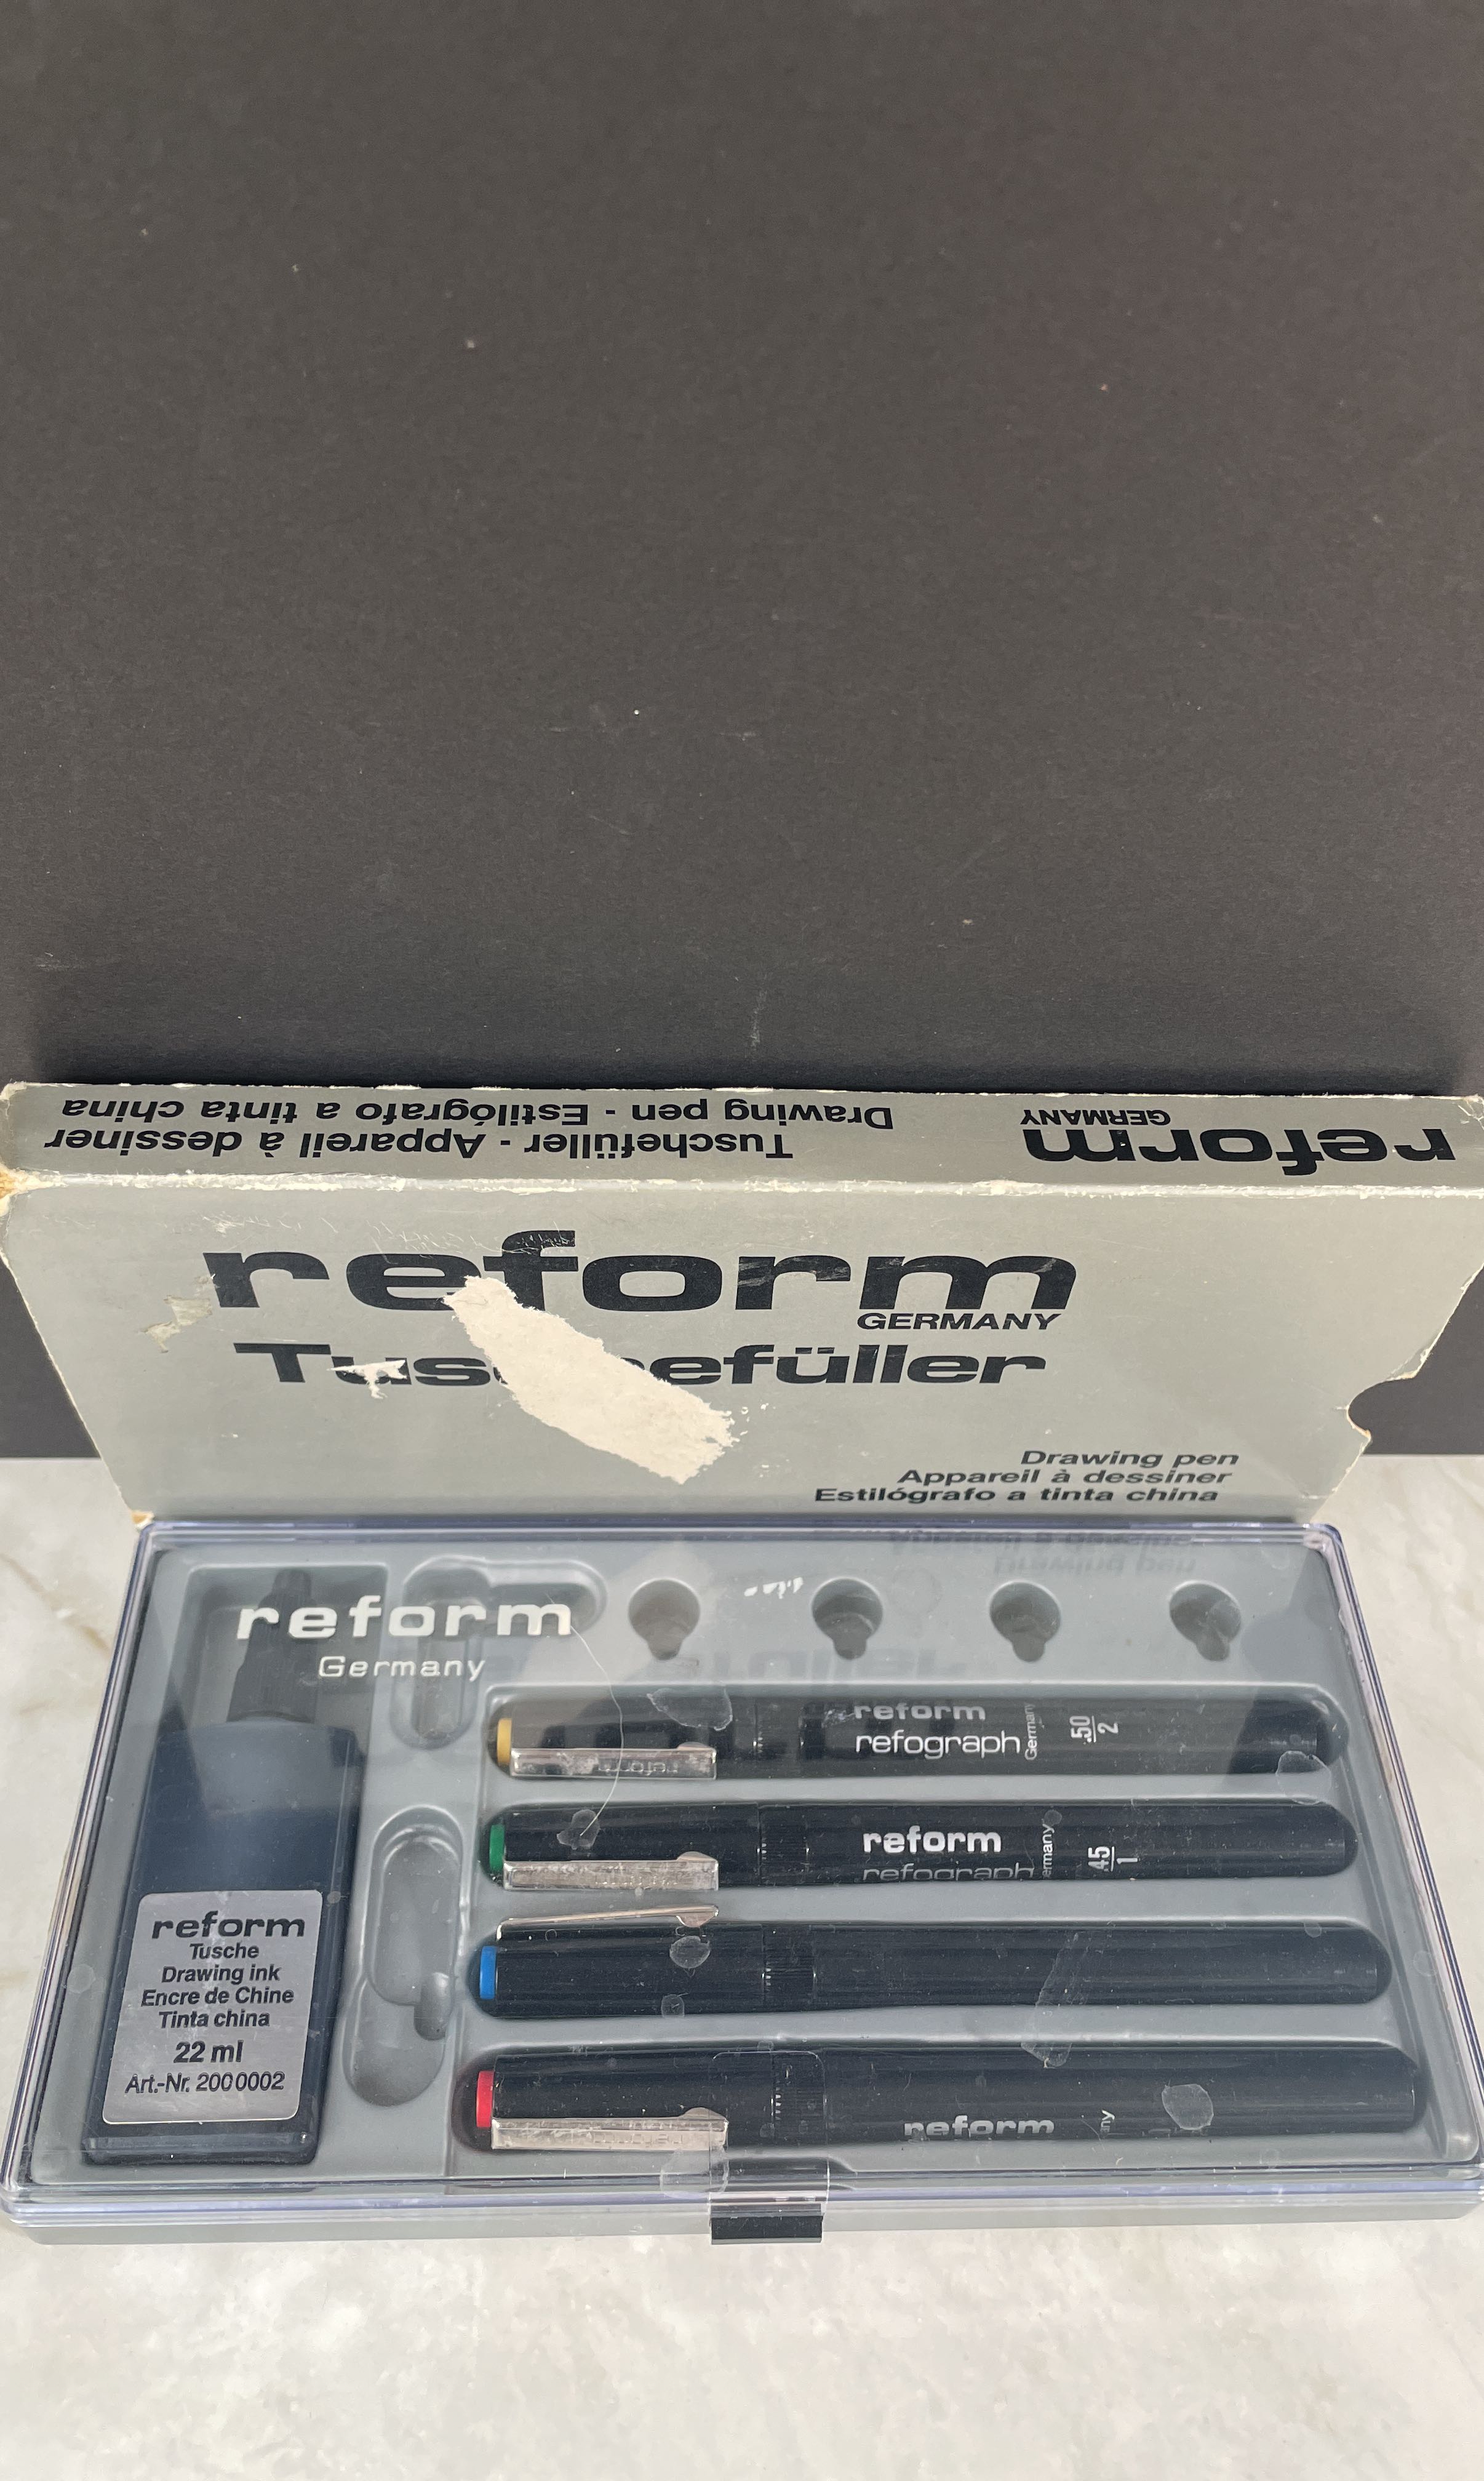 reform
GERMANY
Tuschefüller - Appareil à dessiner
Drawing pen - Estilógrafo a tinta china
reform
GERMANY
Drawing pen
Appareil à dessiner
Estilógrafo a tinta china
reform
Germany
reform
refograph
Germany
.50
2
reform
reform
refograph
.45
1
reform
Tusche
Drawing ink
Encre de Chine
Tinta china
22 ml
Art.-Nr. 2000002
reform